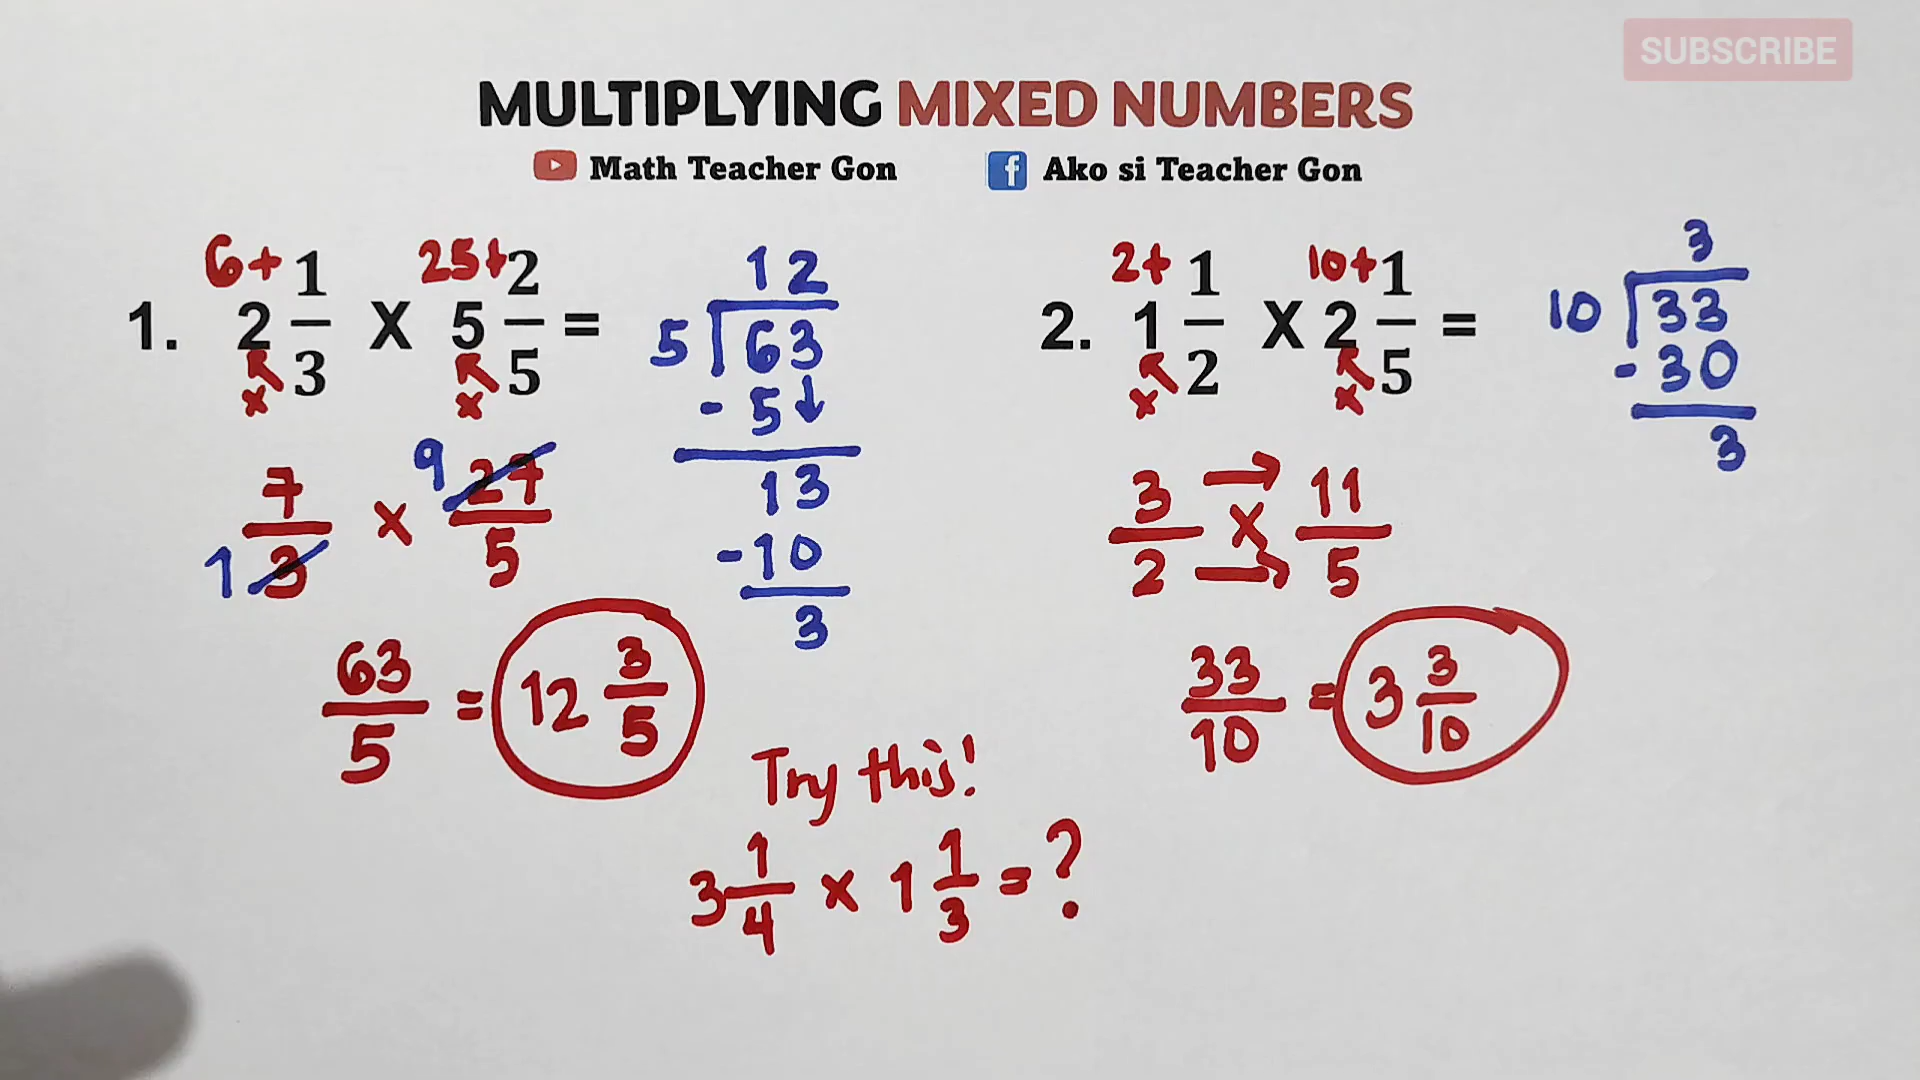 SUBSCRIBE
MULTIPLYING MIXED NUMBERS
Math Teacher Gon
Ako si Teacher Gon
1. 2 1/3 X 5 2/5 =
6+ 25+
x x
7/3 x 27/5
1 9
63/5 = 12 3/5
12
5 63
- 5↓
13
-10
3
2. 1 1/2 X 2 1/5 =
2+ 10+
x x
3/2 x 11/5
33/10 = 3 3/10
3
10 33
- 30
3
Try this!
3 1/4 x 1 1/3 = ?